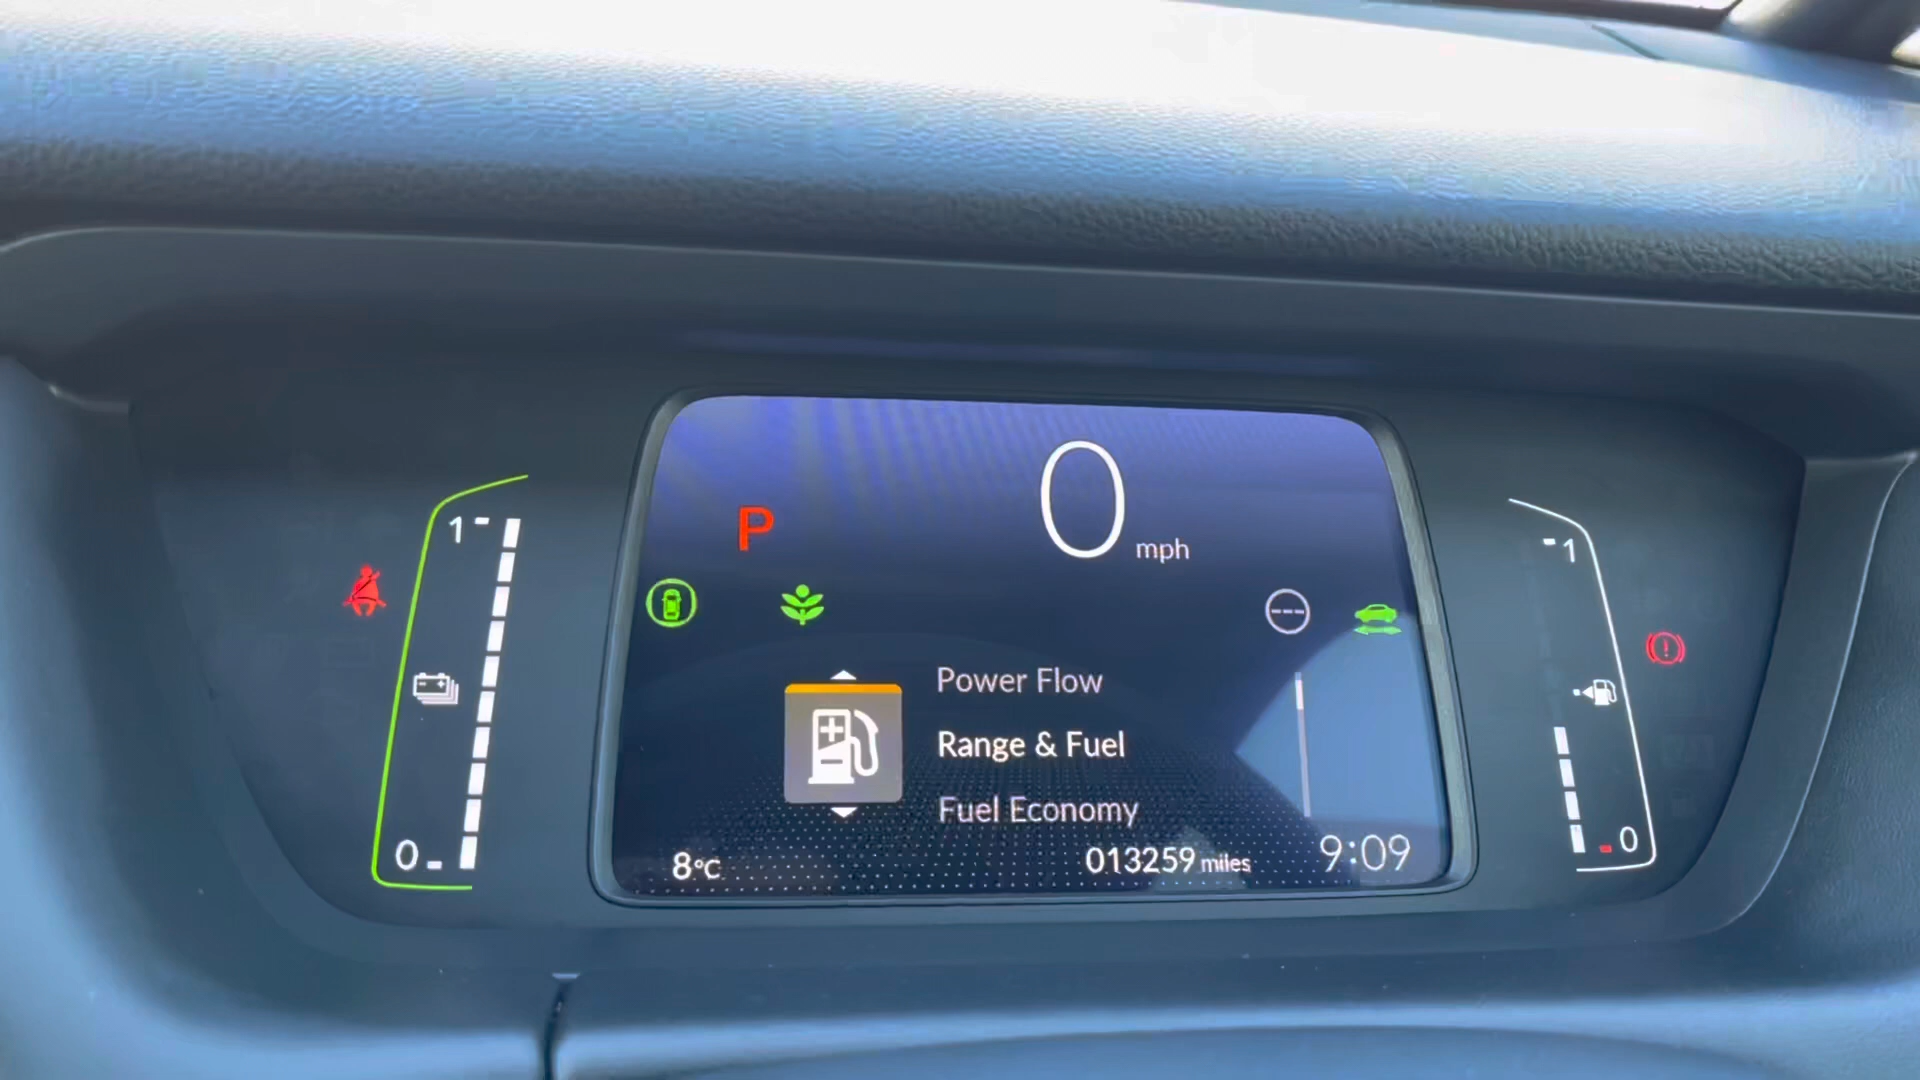 0 mph
P
1
1
Power Flow
Range & Fuel
Fuel Economy
0
0
8°C
013259 miles
9:09